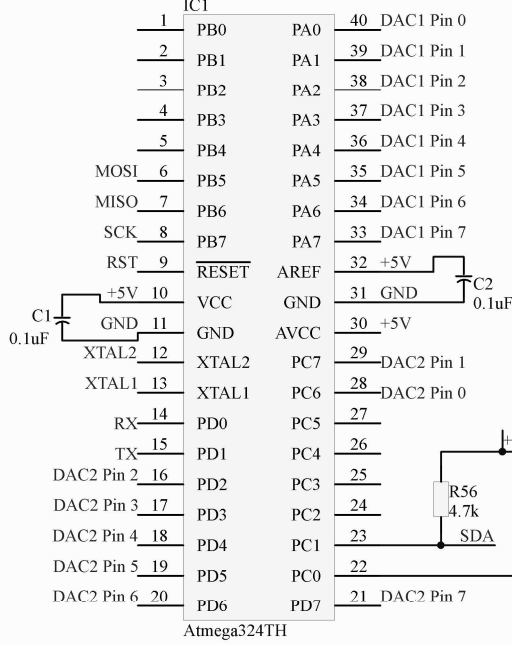 IC1
1 PB0 PA0 40 DAC1 Pin 0
2 PB1 PA1 39 DAC1 Pin 1
3 PB2 PA2 38 DAC1 Pin 2
4 PB3 PA3 37 DAC1 Pin 3
5 PB4 PA4 36 DAC1 Pin 4
MOSI 6 PB5 PA5 35 DAC1 Pin 5
MISO 7 PB6 PA6 34 DAC1 Pin 6
SCK 8 PB7 PA7 33 DAC1 Pin 7
RST 9 RESET AREF 32 +5V
C2
+5V 10 VCC GND 31 GND
0.1uF
C1
0.1uF
GND 11 GND AVCC 30 +5V
XTAL2 12 XTAL2 PC7 29 DAC2 Pin 1
XTAL1 13 XTAL1 PC6 28 DAC2 Pin 0
RX 14 PD0 PC5 27
TX 15 PD1 PC4 26
+
DAC2 Pin 2 16 PD2 PC3 25
R56
4.7k
DAC2 Pin 3 17 PD3 PC2 24
DAC2 Pin 4 18 PD4 PC1 23 SDA
DAC2 Pin 5 19 PD5 PC0 22
DAC2 Pin 6 20 PD6 PD7 21 DAC2 Pin 7
Atmega324TH